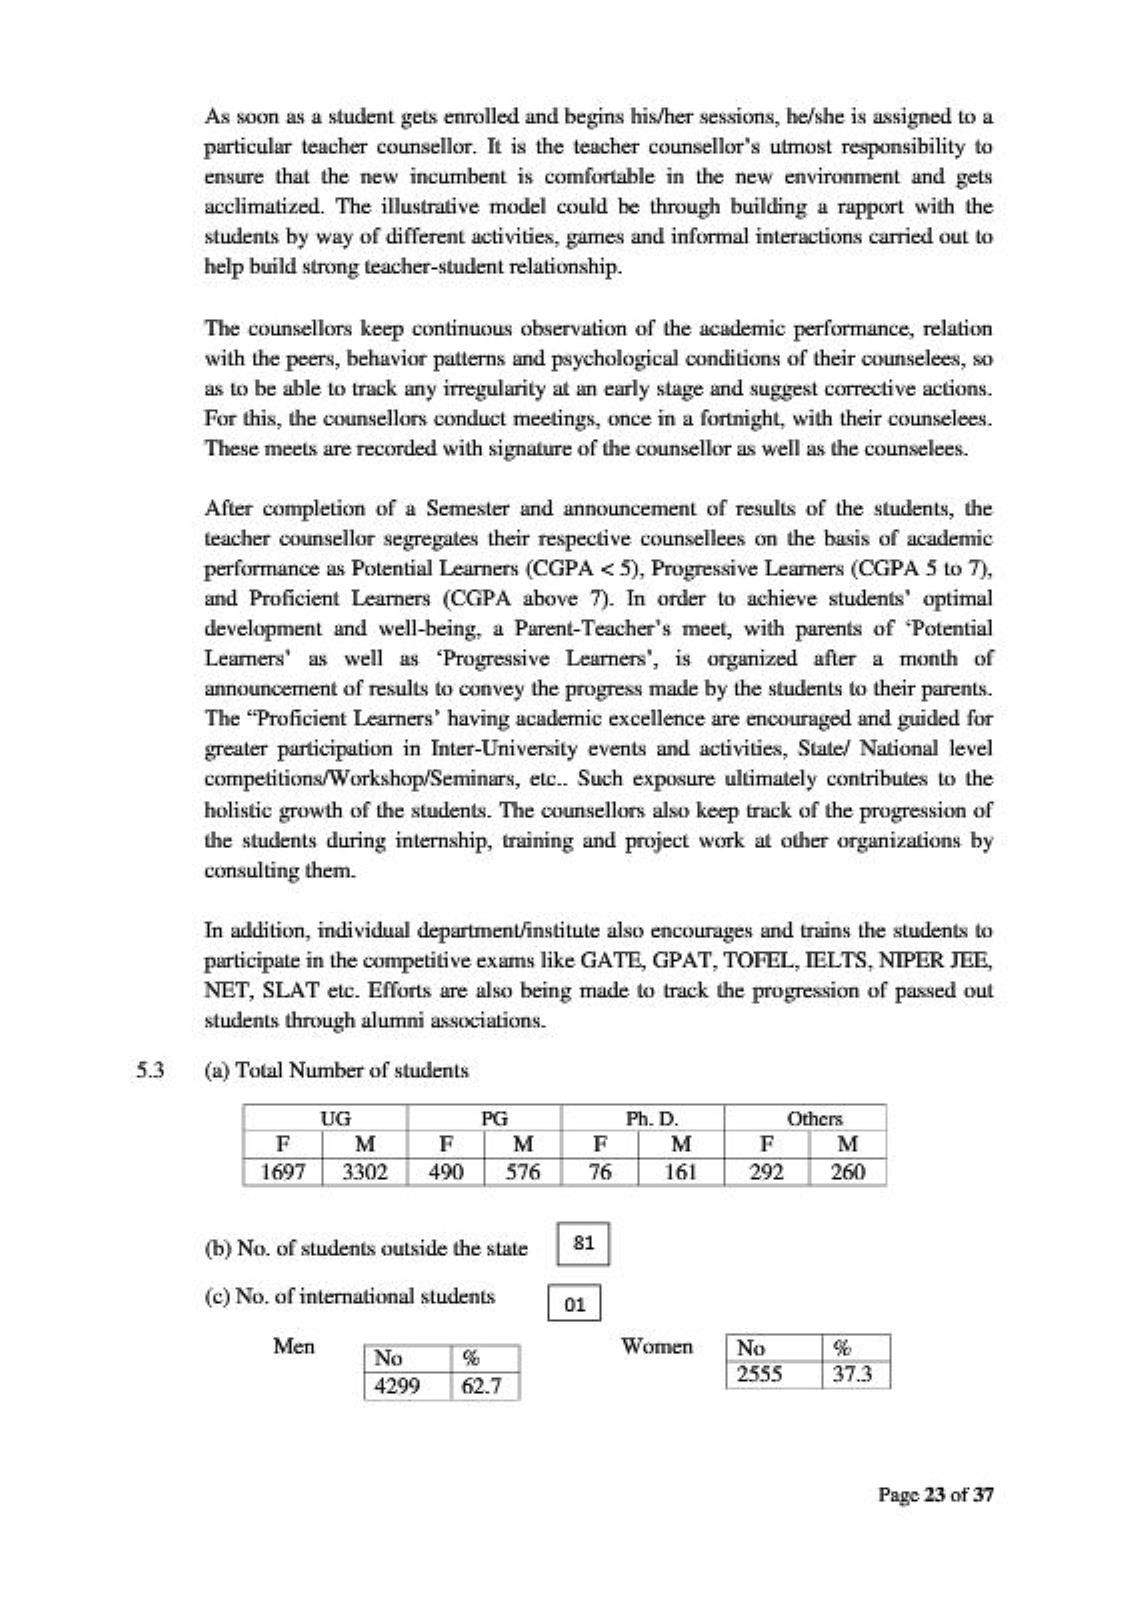 As soon as a student gets enrolled and begins his/her sessions, he/she is assigned to a
particular teacher counsellor. It is the teacher counsellor's utmost responsibility to
ensure that the new incumbent is comfortable in the new environment and gets
acclimatized. The illustrative model could be through building a rapport with the
students by way of different activities, games and informal interactions carried out to
help build strong teacher-student relationship.
The counsellors keep continuous observation of the academic performance, relation
with the peers, behavior patterns and psychological conditions of their counselees, so
as to be able to track any irregularity at an early stage and suggest corrective actions.
For this, the counsellors conduct meetings, once in a fortnight, with their counselees.
These meets are recorded with signature of the counsellor as well as the counselees.
After completion of a Semester and announcement of results of the students, the
teacher counsellor segregates their respective counsellees on the basis of academic
performance as Potential Learners (CGPA < 5), Progressive Learners (CGPA 5 to 7),
and Proficient Learners (CGPA above 7). In order to achieve students' optimal
development and well-being, a Parent-Teacher's meet, with parents of 'Potential
Learners' as well as 'Progressive Learners', is organized after a month of
announcement of results to convey the progress made by the students to their parents.
The "Proficient Learners' having academic excellence are encouraged and guided for
greater participation in Inter-University events and activities, State/ National level
competitions/Workshop/Seminars, etc.. Such exposure ultimately contributes to the
holistic growth of the students. The counsellors also keep track of the progression of
the students during internship, training and project work at other organizations by
consulting them.
In addition, individual department/institute also encourages and trains the students to
participate in the competitive exams like GATE, GPAT, TOFEL, IELTS, NIPER JEE,
NET, SLAT etc. Efforts are also being made to track the progression of passed out
students through alumni associations.
5.3 (a) Total Number of students
UG PG Ph. D. Others
F M F M F M F M
1697 3302 490 576 76 161 292 260
(b) No. of students outside the state 81
(c) No. of international students 01
Men No % Women No %
4299 62.7 2555 37.3
Page 23 of 37